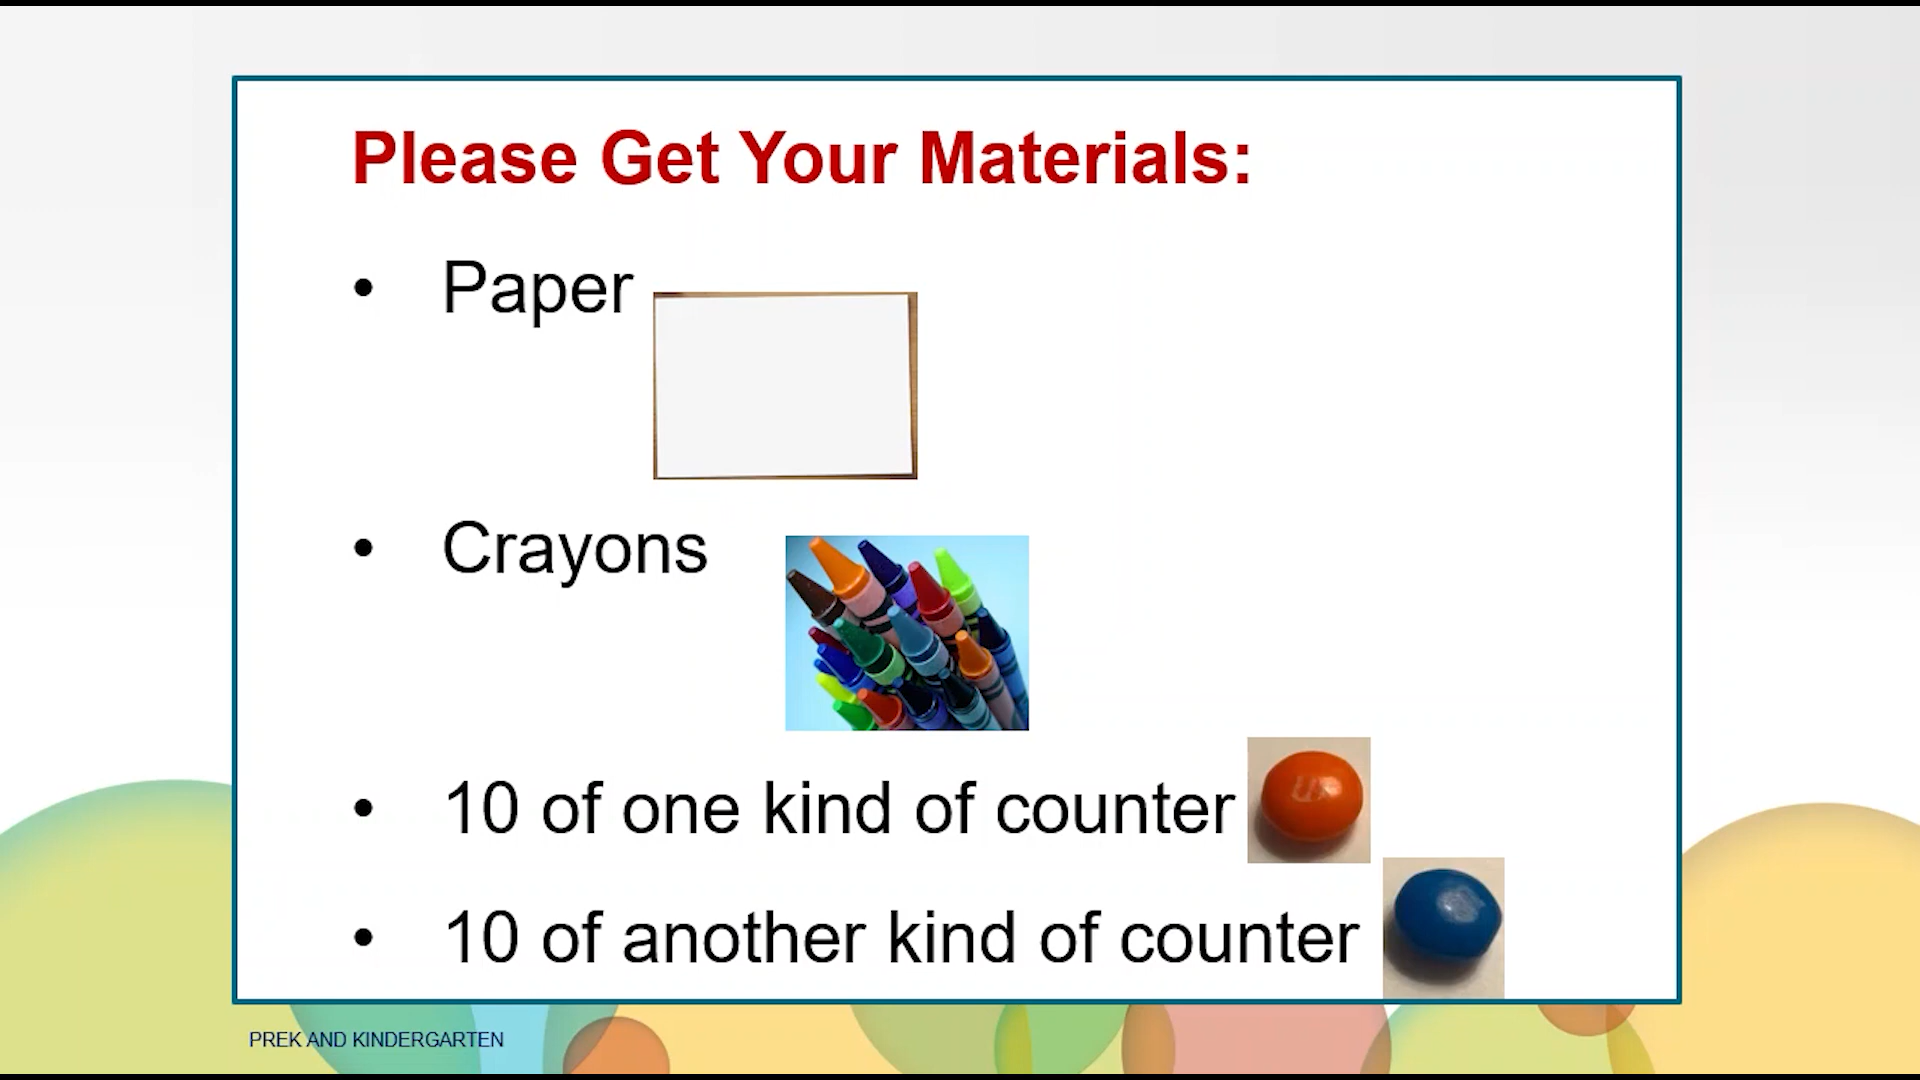 Please Get Your Materials:
• Paper
• Crayons
• 10 of one kind of counter
• 10 of another kind of counter
PREK AND KINDERGARTEN